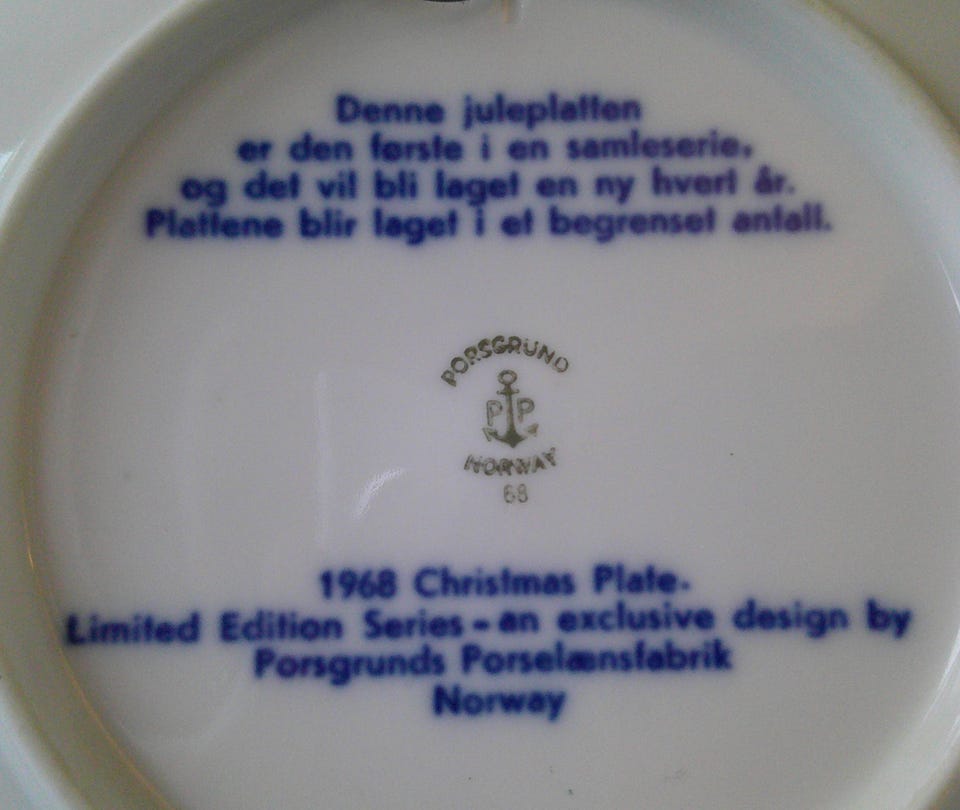 Denne juleplatten
er den første i en samleserie,
og det vil bli laget en ny hvert år.
Plattene blir laget i et begrenset antall.
PORSGRUND
P P
NORWAY
68
1968 Christmas Plate.
Limited Edition Series - an exclusive design by
Porsgrunds Porselænsfabrik
Norway